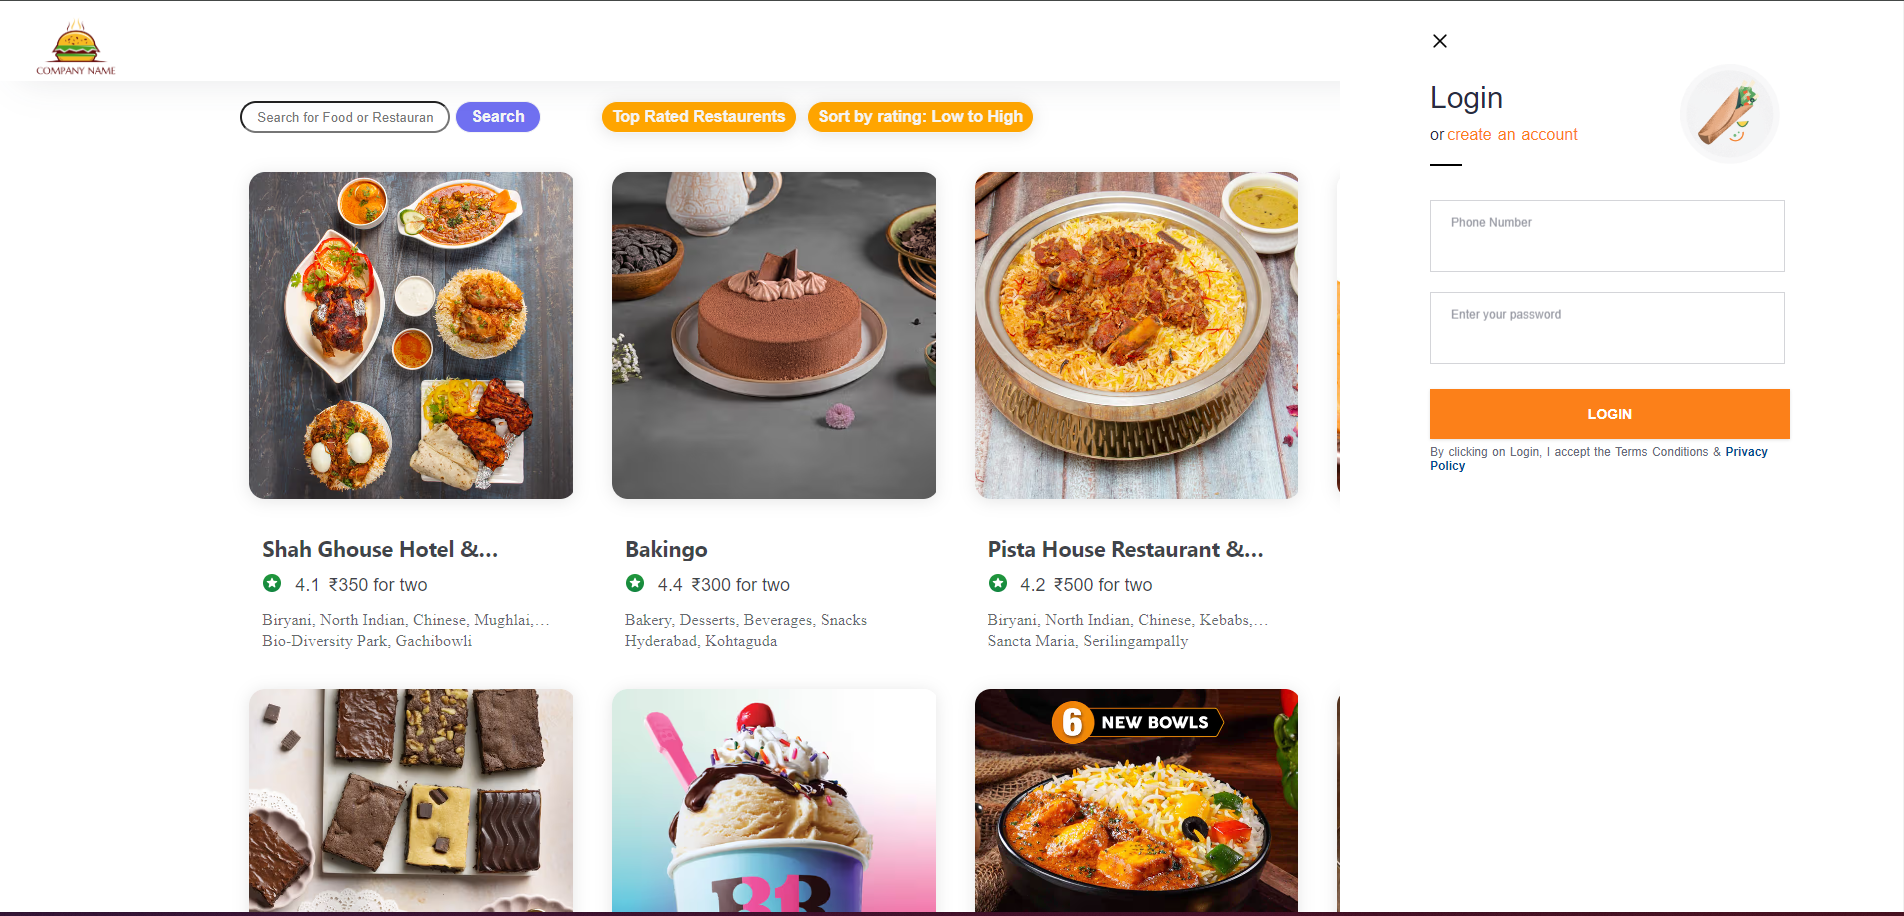 COMPANY NAME
Search for Food or Restauran
Search
Top Rated Restaurents
Sort by rating: Low to High
Shah Ghouse Hotel &...
4.1 ₹350 for two
Biryani, North Indian, Chinese, Mughlai,...
Bio-Diversity Park, Gachibowli
Bakingo
4.4 ₹300 for two
Bakery, Desserts, Beverages, Snacks
Hyderabad, Kohtaguda
Pista House Restaurant &...
4.2 ₹500 for two
Biryani, North Indian, Chinese, Kebabs,...
Sancta Maria, Serilingampally
6 NEW BOWLS
Login
or create an account
Phone Number
Enter your password
LOGIN
By clicking on Login, I accept the Terms Conditions & Privacy
Policy